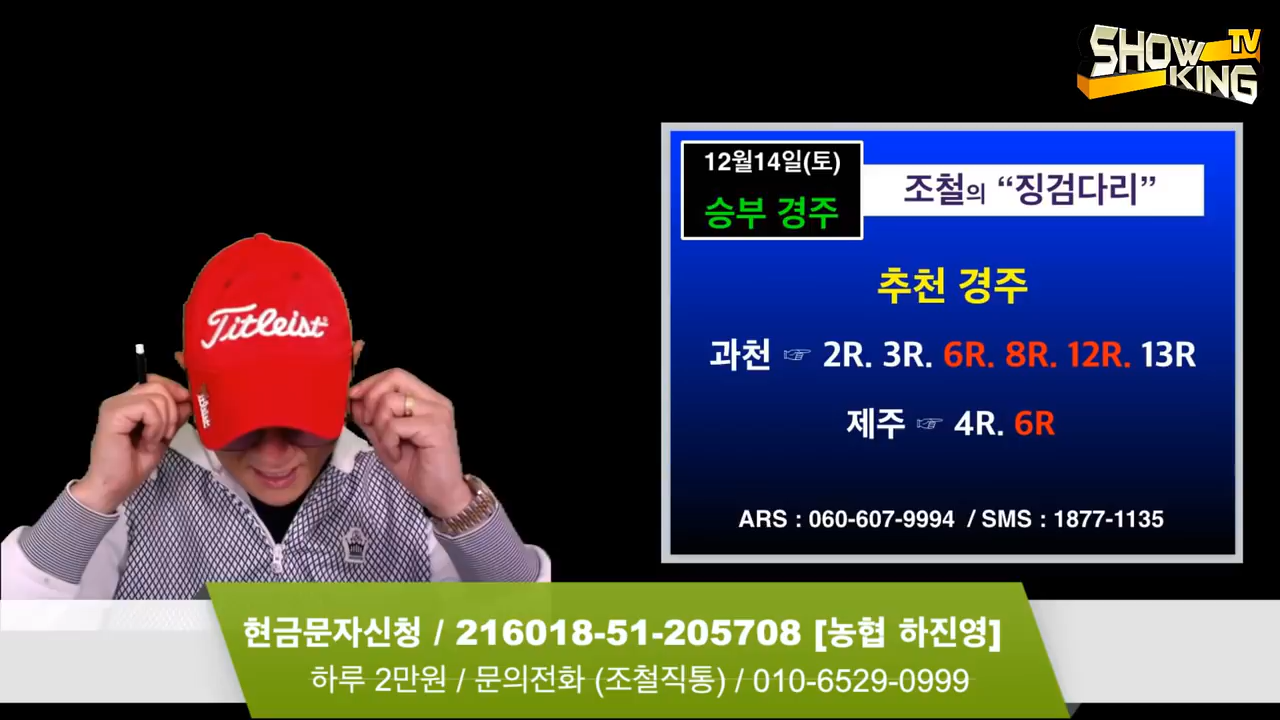 SHOW TV
KING
12월14일(토)
승부 경주
조철의 “징검다리”
추천 경주
과천 ☞ 2R. 3R. 6R. 8R. 12R. 13R
제주 ☞ 4R. 6R
ARS : 060-607-9994 / SMS : 1877-1135
Titleist
Titleist
현금문자신청 / 216018-51-205708 [농협 하진영]
하루 2만원 / 문의전화 (조철직통) / 010-6529-0999